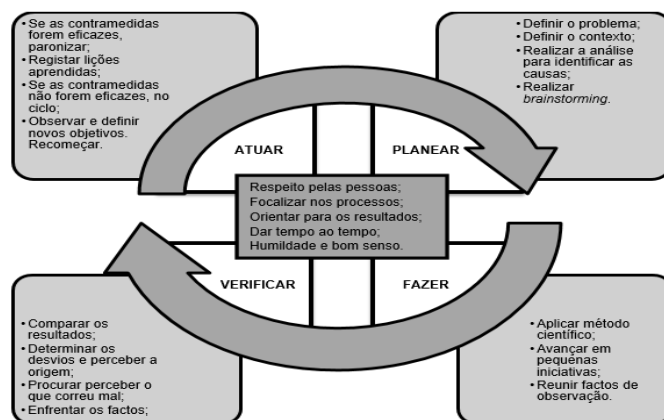 • Se as contramedidas
forem eficazes,
paronizar;
• Registar lições
aprendidas;
• Se as contramedidas
não forem eficazes, no
ciclo;
• Observar e definir
novos objetivos.
Recomeçar.
• Definir o problema;
• Definir o contexto;
• Realizar a análise
para identificar as
causas;
• Realizar
brainstorming.
ATUAR
PLANEAR
Respeito pelas pessoas;
Focalizar nos processos;
Orientar para os resultados;
Dar tempo ao tempo;
Humildade e bom senso.
VERIFICAR
FAZER
• Comparar os
resultados;
• Determinar os
desvios e perceber a
origem;
• Procurar perceber o
que correu mal;
• Enfrentar os factos;
• Aplicar método
científico;
• Avançar em
pequenas
iniciativas;
• Reunir factos de
observação.